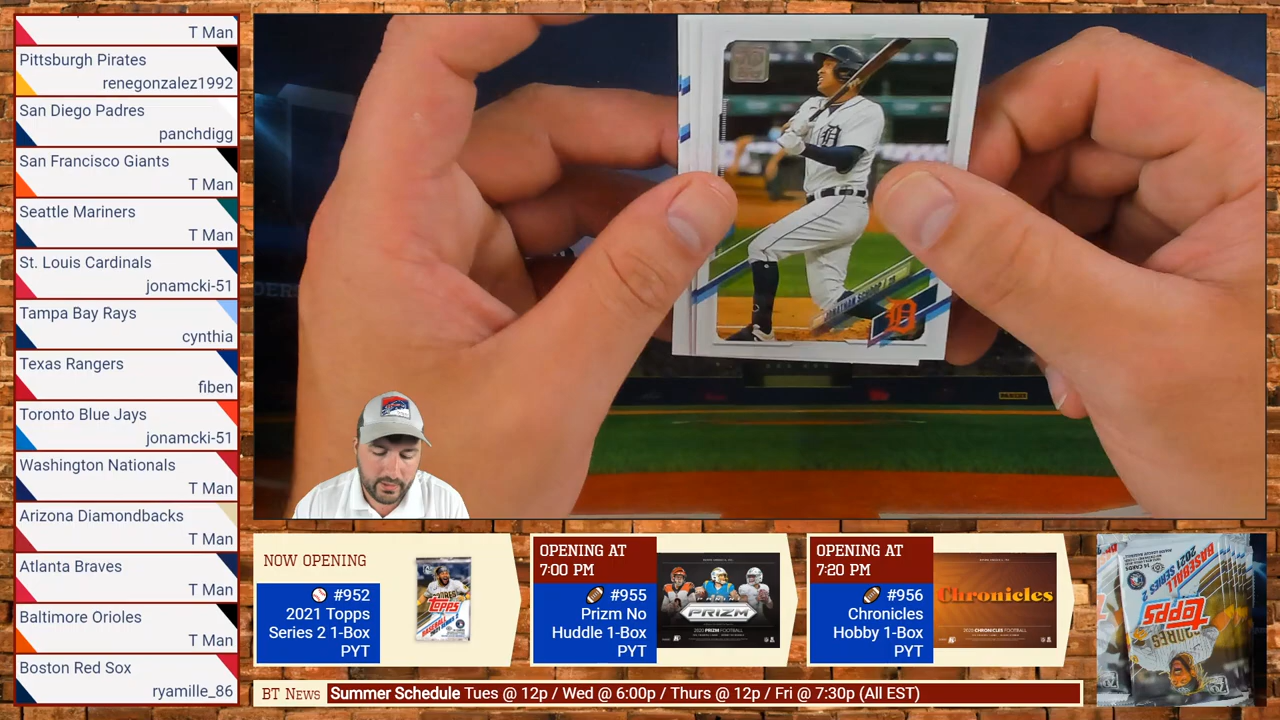 T Man
Pittsburgh Pirates
renegonzalez1992
San Diego Padres
panchdigg
San Francisco Giants
T Man
Seattle Mariners
T Man
St. Louis Cardinals
jonamcki-51
Tampa Bay Rays
cynthia
Texas Rangers
fiben
Toronto Blue Jays
jonamcki-51
Washington Nationals
T Man
Arizona Diamondbacks
T Man
Atlanta Braves
T Man
Baltimore Orioles
T Man
Boston Red Sox
ryamille_86
NOW OPENING
#952
2021 Topps
Series 2 1-Box
PYT
Topps
OPENING AT
7:00 PM
#955
Prizm No
Huddle 1-Box
PYT
PRIZM
OPENING AT
7:20 PM
#956
Chronicles
Hobby 1-Box
PYT
Chronicles
BT News Summer Schedule Tues @ 12p / Wed @ 6:00p / Thurs @ 12p / Fri @ 7:30p (All EST)
Topps
BASEBALL